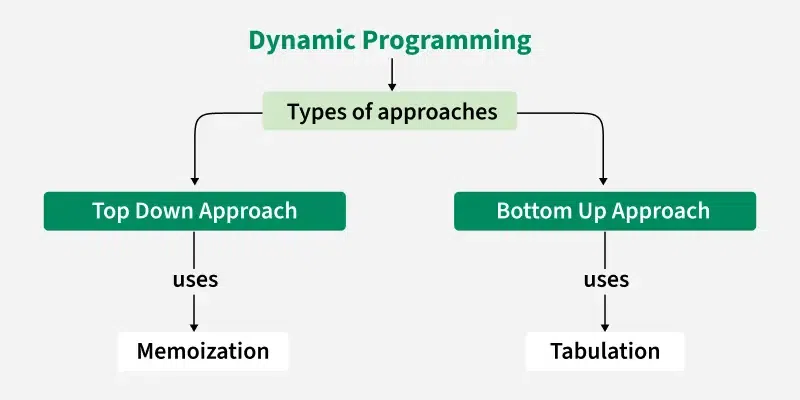 Dynamic Programming
Types of approaches
Top Down Approach
Bottom Up Approach
uses
uses
Memoization
Tabulation